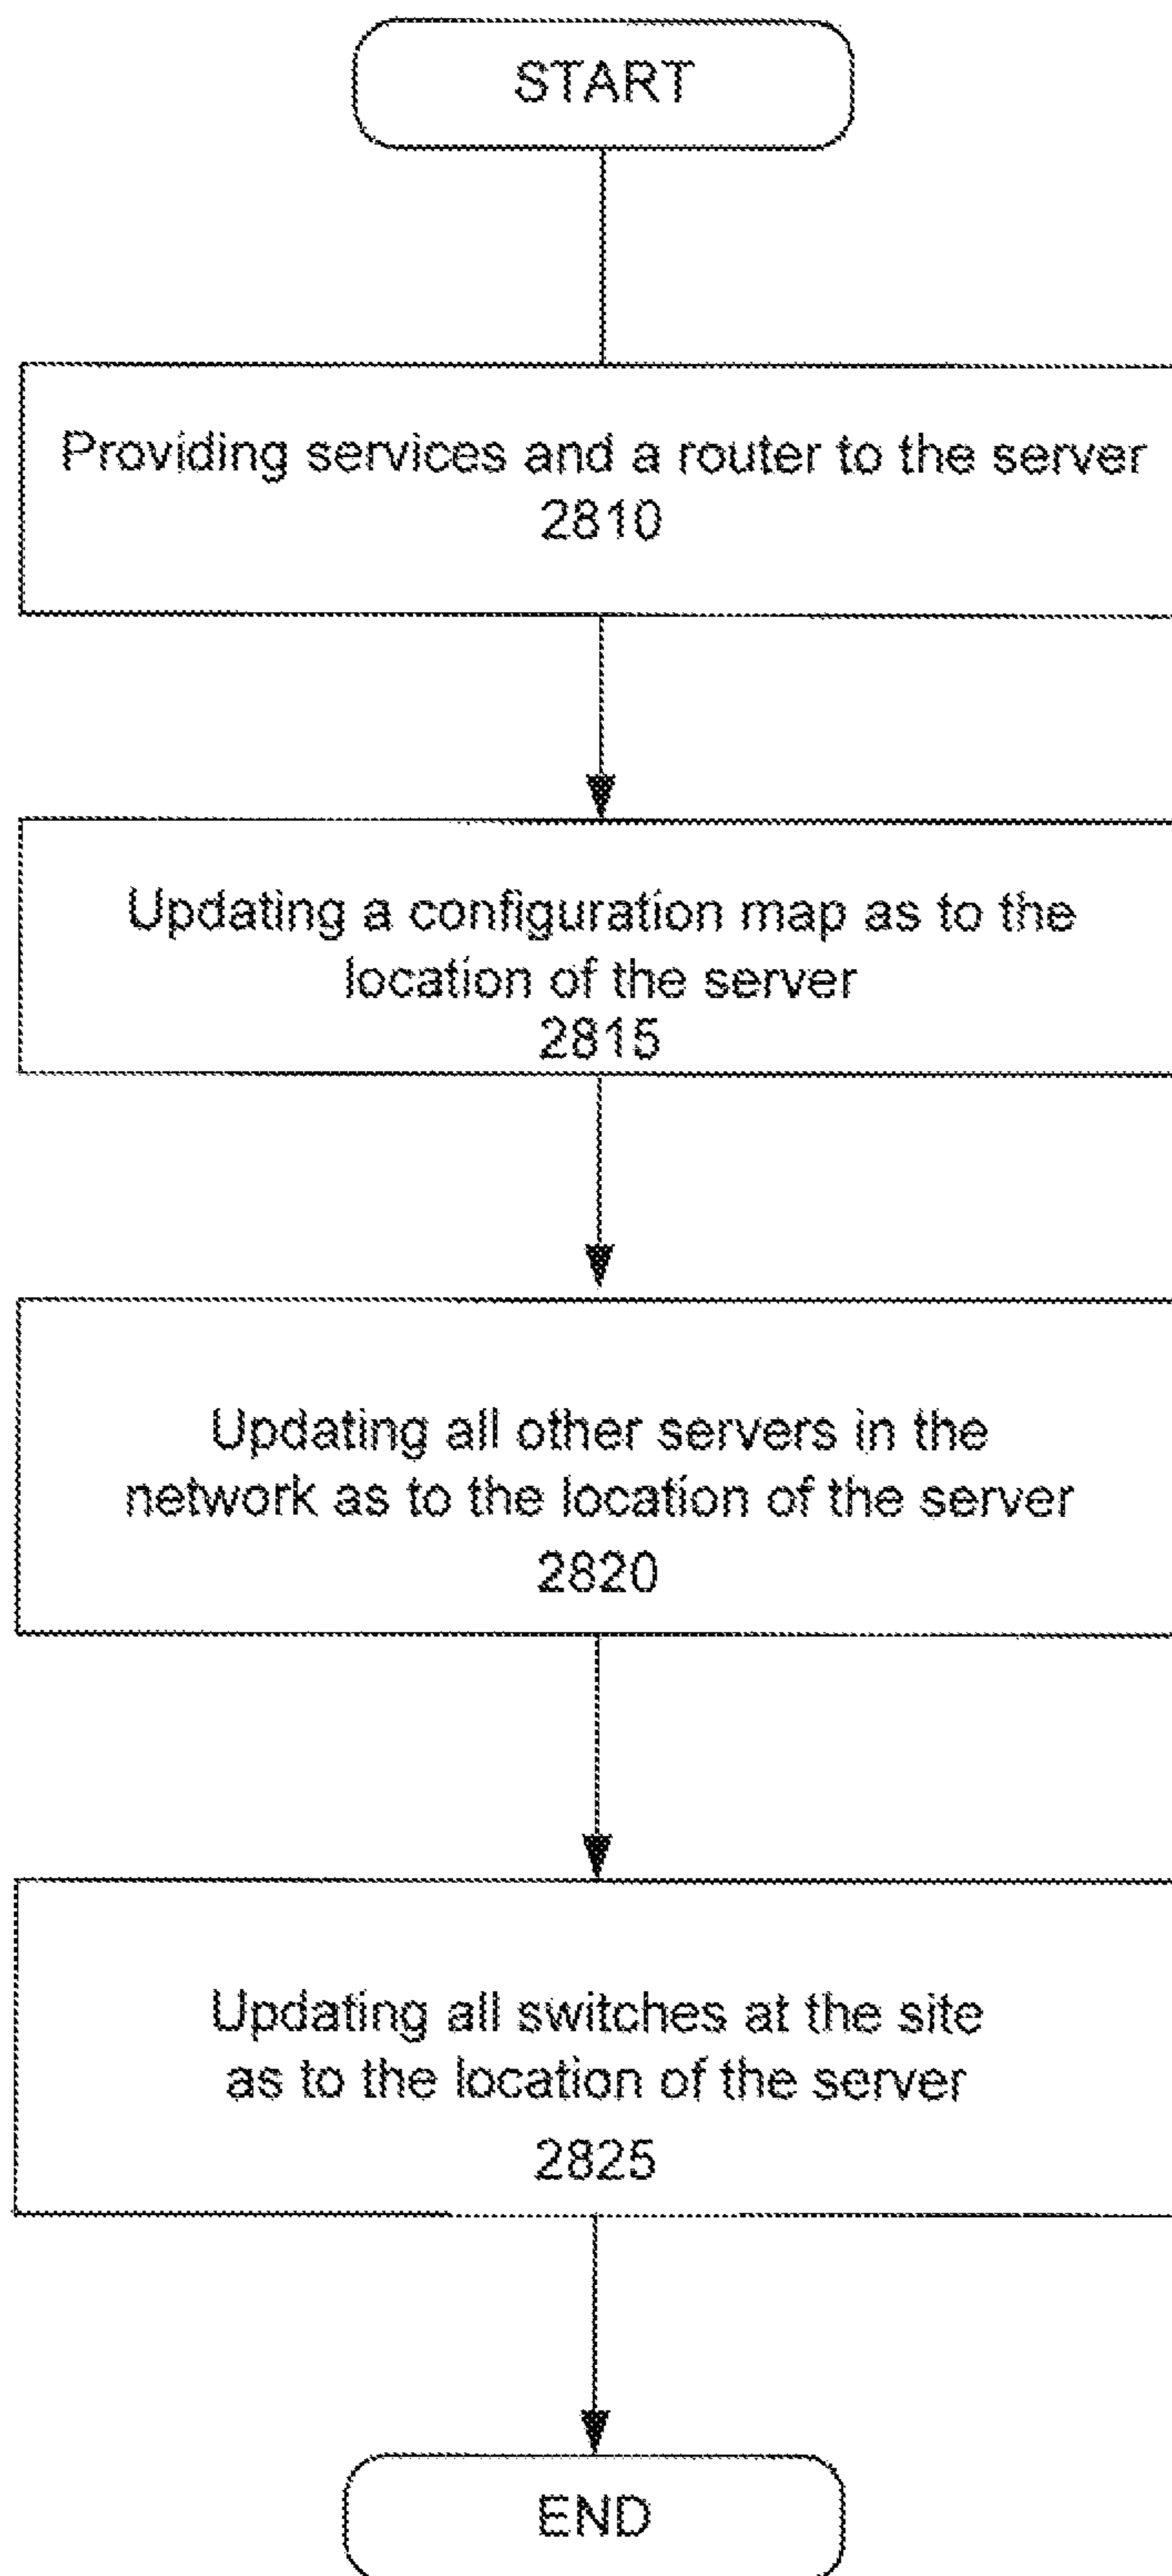 START
Providing services and a router to the server
2810
Updating a configuration map as to the
location of the server
2815
Updating all other servers in the
network as to the location of the server
2820
Updating all switches at the site
as to the location of the server
2825
END